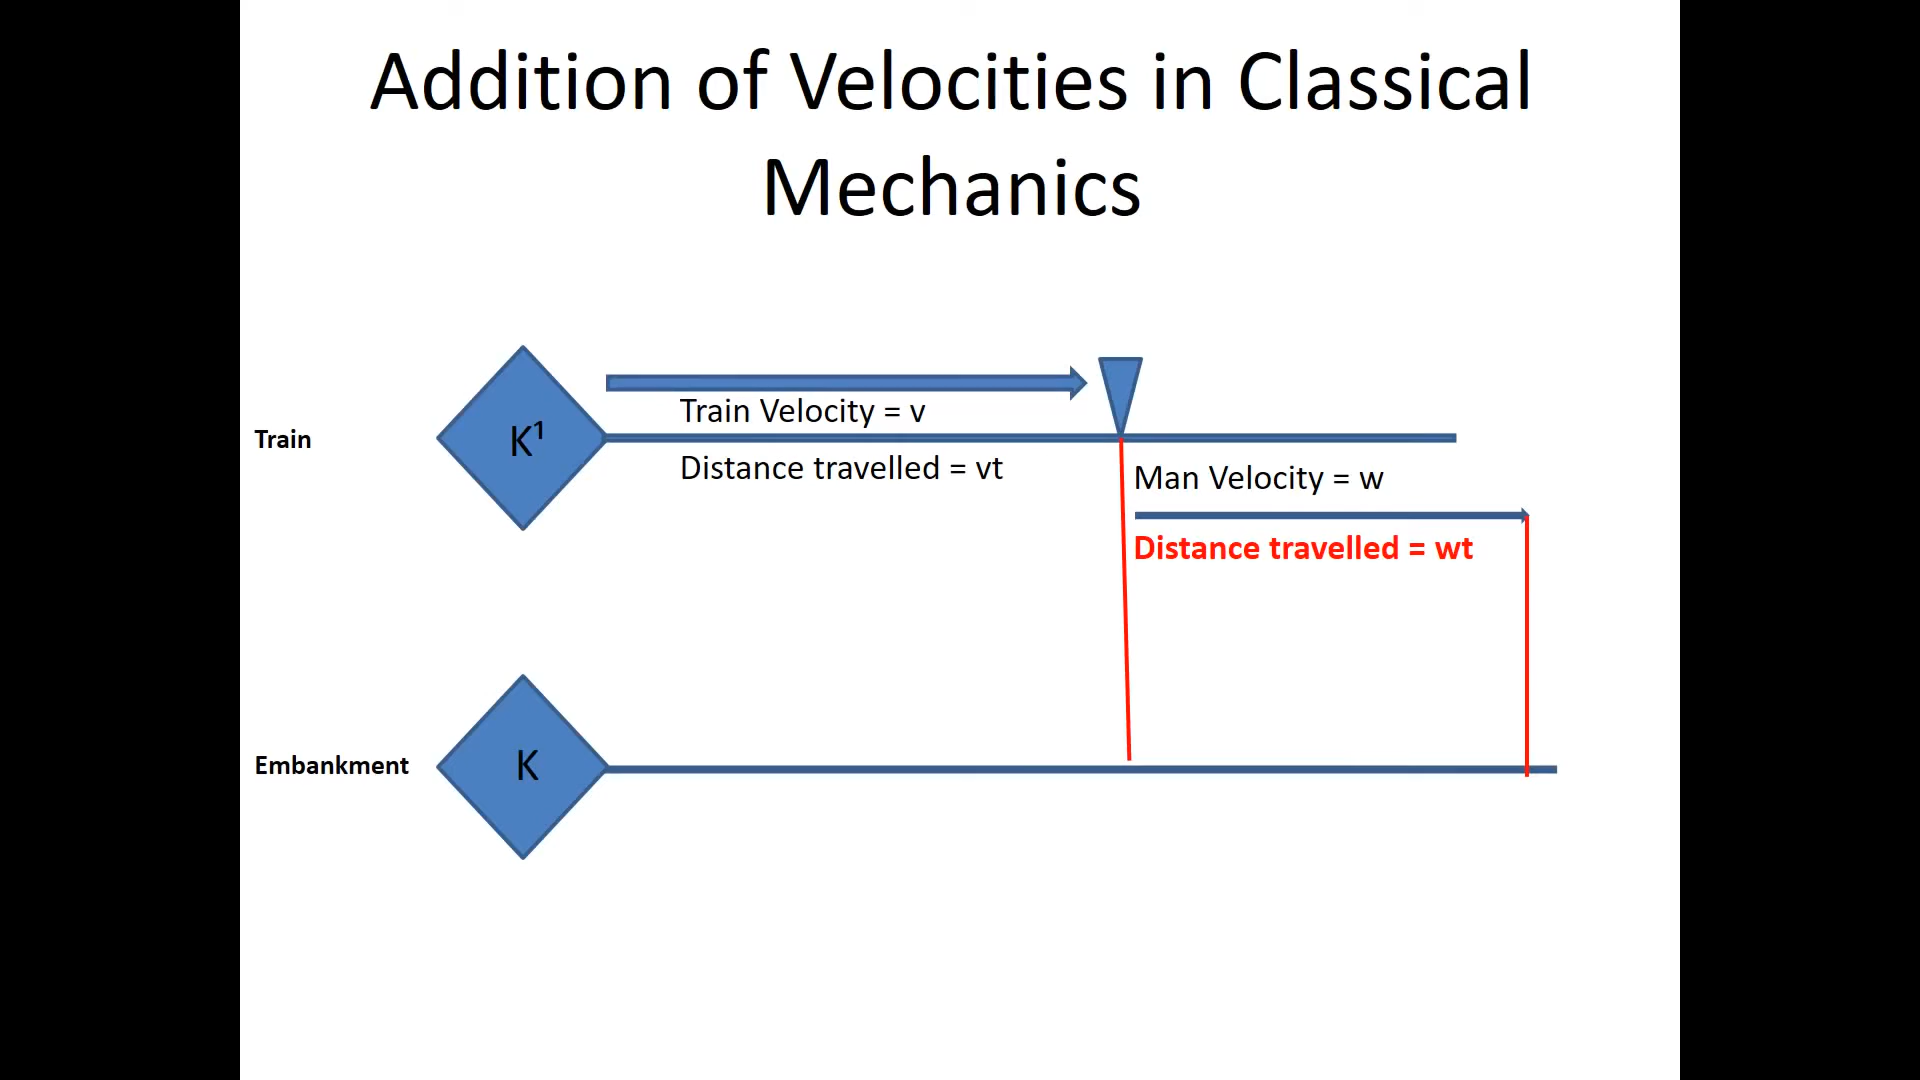 Addition of Velocities in Classical
Mechanics
Train Velocity = v
Train
K¹
Distance travelled = vt
Man Velocity = w
Distance travelled = wt
Embankment
K